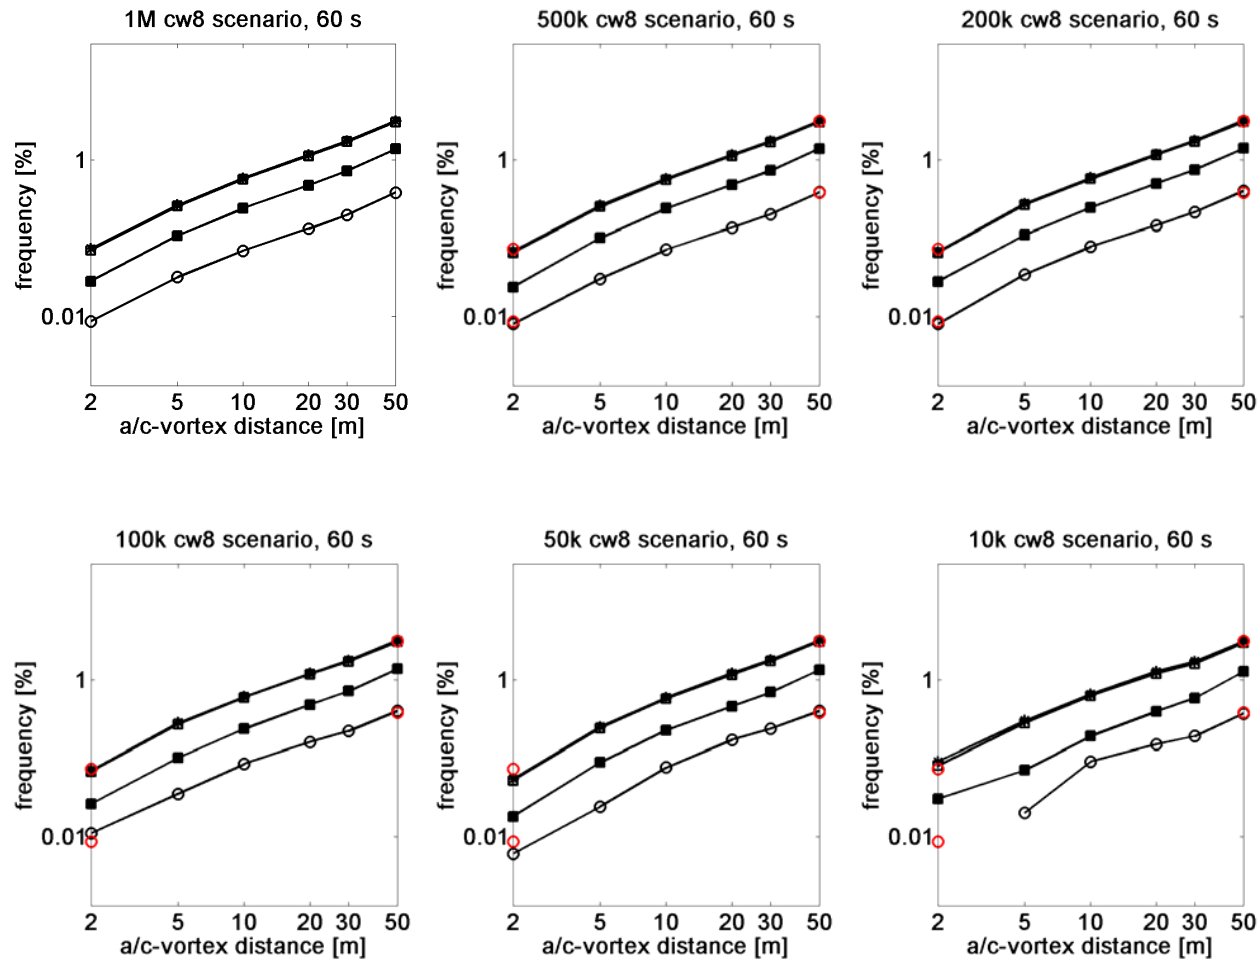 1M cw8 scenario, 60 s
500k cw8 scenario, 60 s
200k cw8 scenario, 60 s
frequency [%]
1
0.01
2 5 10 20 30 50
a/c-vortex distance [m]
frequency [%]
1
0.01
2 5 10 20 30 50
a/c-vortex distance [m]
frequency [%]
1
0.01
2 5 10 20 30 50
a/c-vortex distance [m]
100k cw8 scenario, 60 s
50k cw8 scenario, 60 s
10k cw8 scenario, 60 s
frequency [%]
1
0.01
2 5 10 20 30 50
a/c-vortex distance [m]
frequency [%]
1
0.01
2 5 10 20 30 50
a/c-vortex distance [m]
frequency [%]
1
0.01
2 5 10 20 30 50
a/c-vortex distance [m]